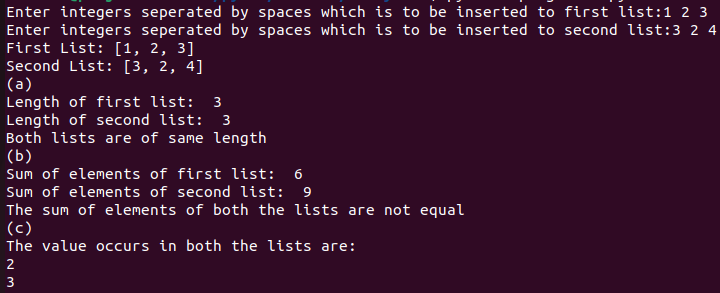 Enter integers seperated by spaces which is to be inserted to first list:1 2 3
Enter integers seperated by spaces which is to be inserted to second list:3 2 4
First List: [1, 2, 3]
Second List: [3, 2, 4]
(a)
Length of first list:  3
Length of second list:  3
Both lists are of same length
(b)
Sum of elements of first list:  6
Sum of elements of second list:  9
The sum of elements of both the lists are not equal
(c)
The value occurs in both the lists are:
2
3